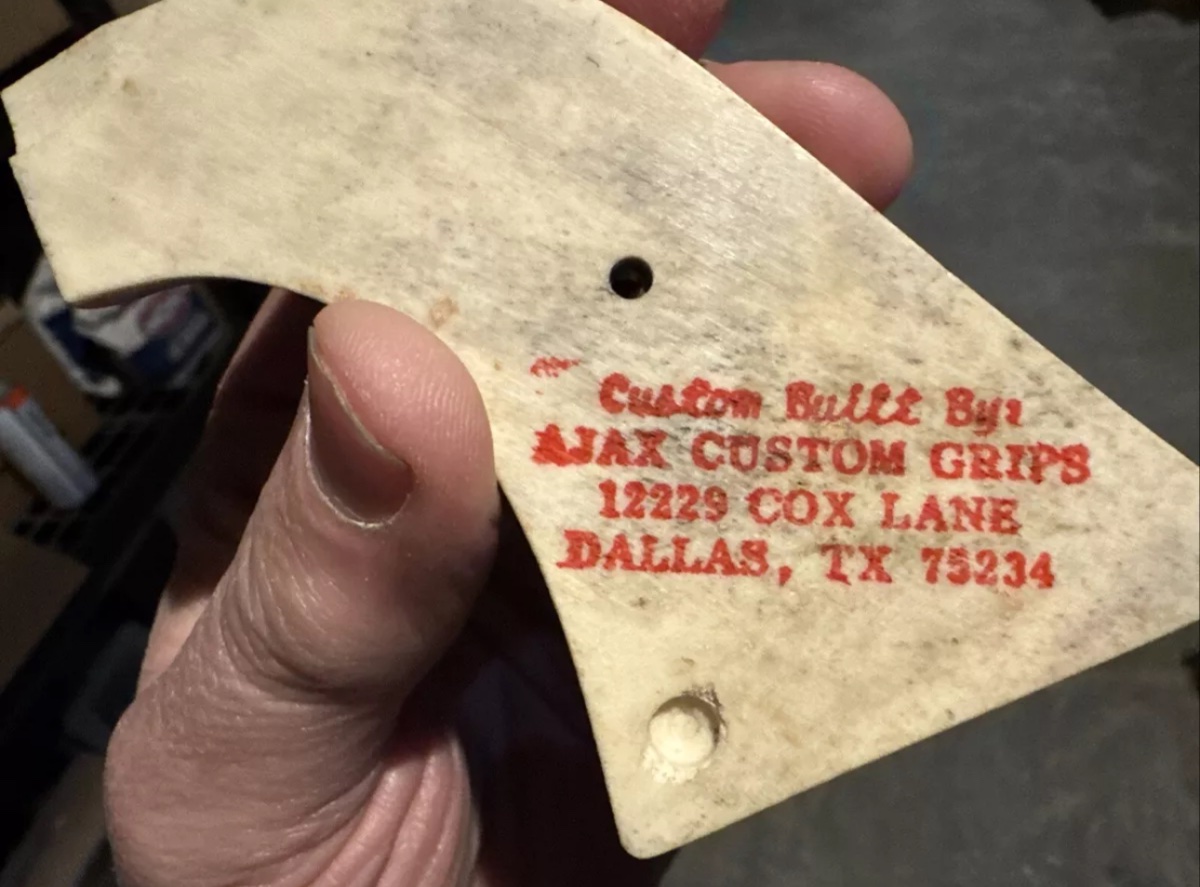 Custom Built By:
AJAX CUSTOM GRIPS
12229 COX LANE
DALLAS, TX 75234